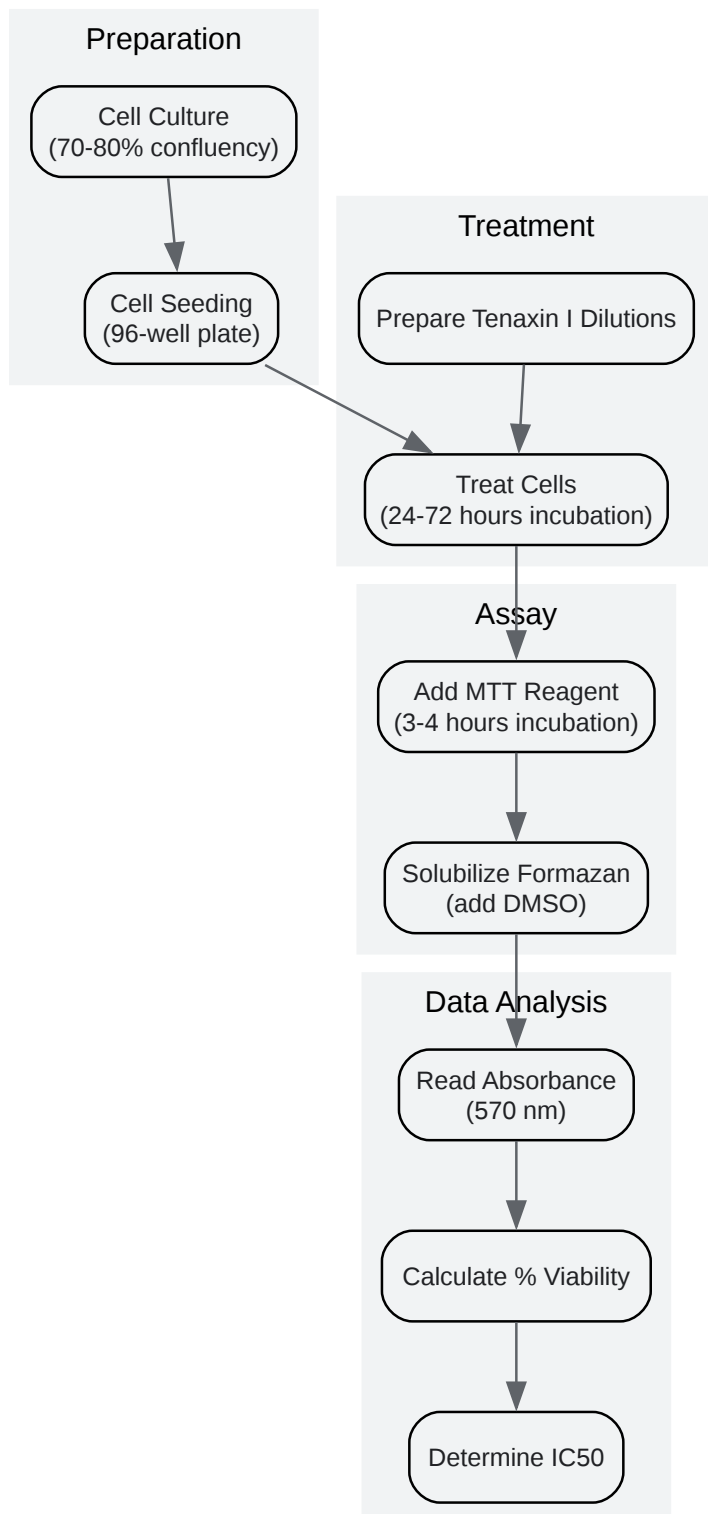 Preparation
Cell Culture
(70-80% confluency)
Cell Seeding
(96-well plate)
Treatment
Prepare Tenaxin I Dilutions
Treat Cells
(24-72 hours incubation)
Assay
Add MTT Reagent
(3-4 hours incubation)
Solubilize Formazan
(add DMSO)
Data Analysis
Read Absorbance
(570 nm)
Calculate % Viability
Determine IC50